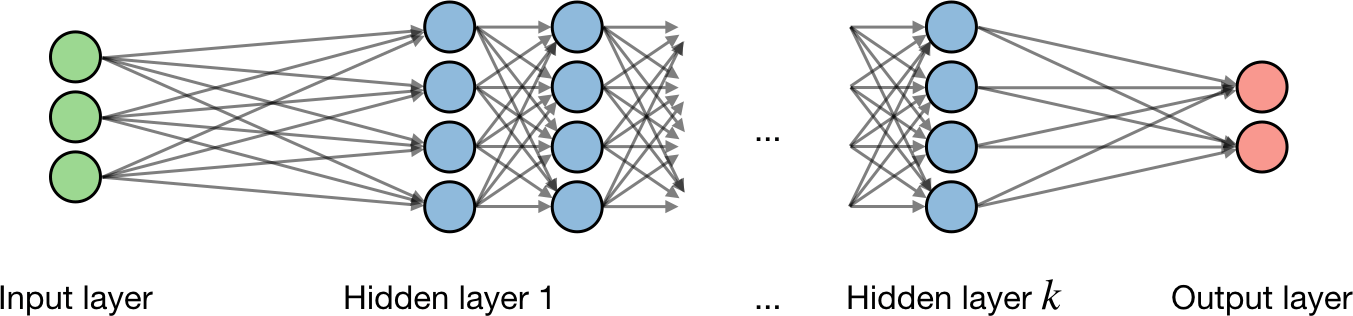 ...
Input layer Hidden layer 1 ... Hidden layer k Output layer